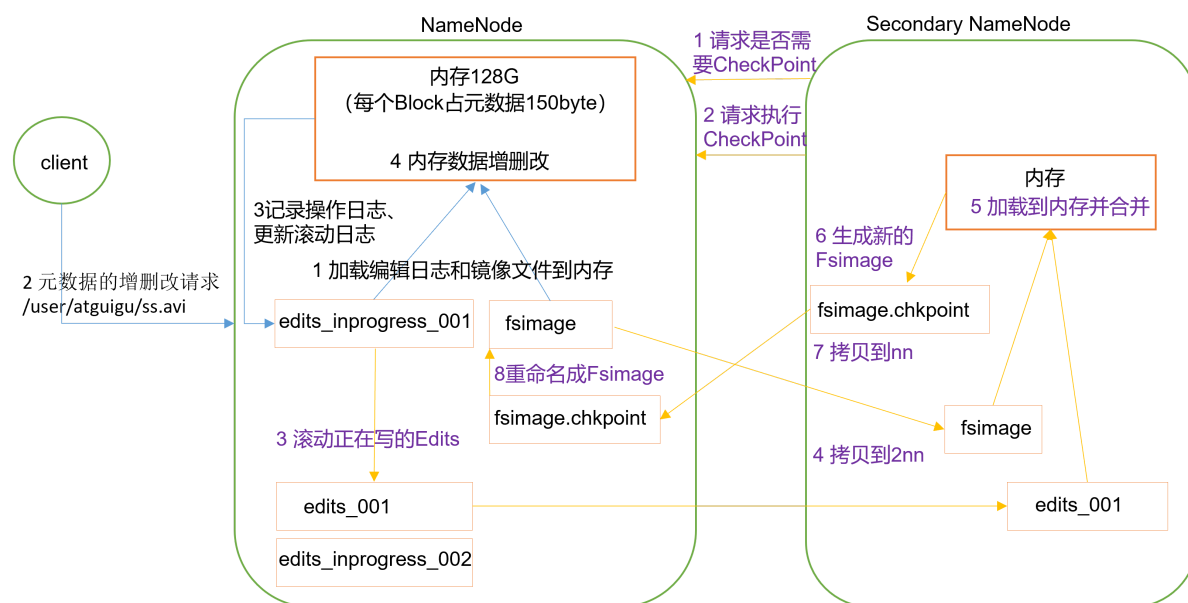 NameNode
Secondary NameNode
1 请求是否需
要CheckPoint
内存128G
（每个Block占元数据150byte）
4 内存数据增删改
2 请求执行
CheckPoint
client
内存
5 加载到内存并合并
3记录操作日志、
更新滚动日志
6 生成新的
Fsimage
1 加载编辑日志和镜像文件到内存
2 元数据的增删改请求
/user/atguigu/ss.avi
edits_inprogress_001
fsimage
fsimage.chkpoint
7 拷贝到nn
8重命名成Fsimage
fsimage.chkpoint
fsimage
3 滚动正在写的Edits
4 拷贝到2nn
edits_001
edits_001
edits_inprogress_002